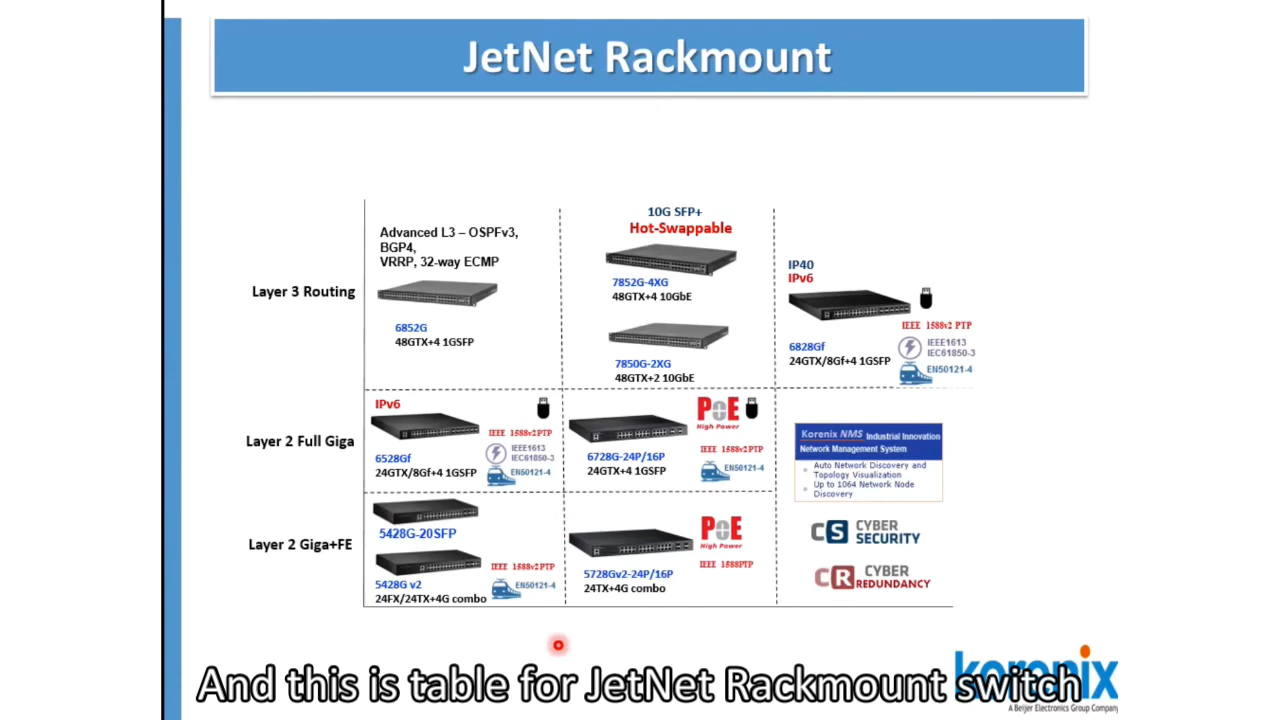 JetNet Rackmount
Layer 3 Routing
Advanced L3 – OSPFv3,
BGP4,
VRRP, 32-way ECMP
6852G
48GTX+4 1GSFP
10G SFP+
Hot-Swappable
7852G-4XG
48GTX+4 10GbE
7850G-2XG
48GTX+2 10GbE
IP40
IPv6
6828Gf
24GTX/8Gf+4 1GSFP
IEEE 1588v2 PTP
IEEE1613
IEC61850-3
EN50121-4
Layer 2 Full Giga
IPv6
6528Gf
24GTX/8Gf+4 1GSFP
IEEE 1588v2PTP
IEEE1613
IEC61850-3
EN50121-4
PoE
High Power
6728G-24P/16P
24GTX+4 1GSFP
IEEE 1588v2PTP
EN50121-4
Korenix NMS Industrial Innovation
Network Management System
Auto Network Discovery and
Topology Visualization
Up to 1064 Network Node
Discovery
Layer 2 Giga+FE
5428G-20SFP
5428G v2
24FX/24TX+4G combo
IEEE 1588v2PTP
EN50121-4
PoE
High Power
5728Gv2-24P/16P
24TX+4G combo
IEEE 1588PTP
CS CYBER
SECURITY
CR CYBER
REDUNDANCY
And this is table for JetNet Rackmount switch
korenix
A Beijer Electronics Group Company